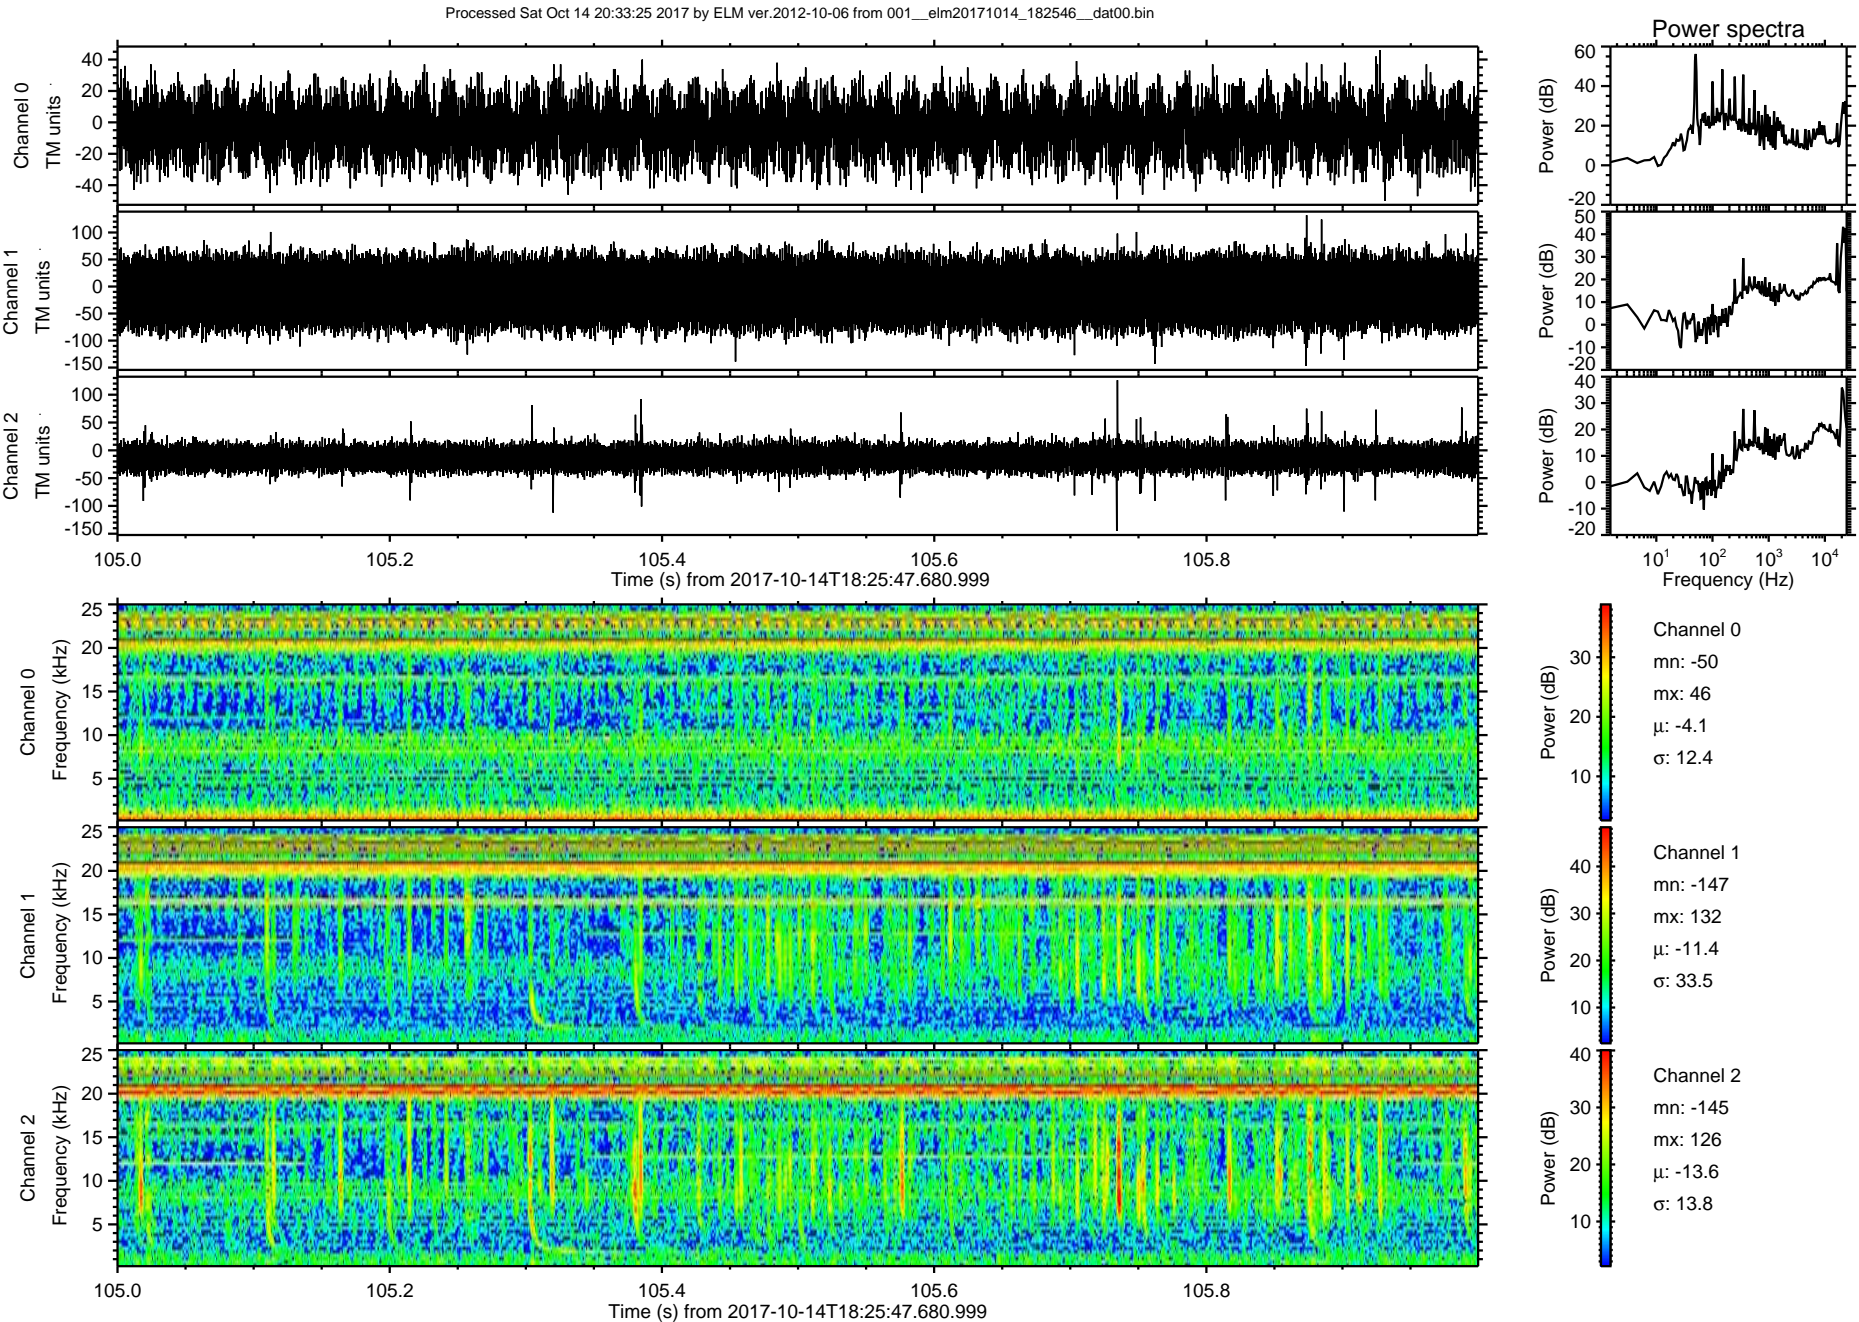 Processed Sat Oct 14 20:33:25 2017 by ELM ver.2012-10-06 from 001__elm20171014_182546__dat00.bin
Power spectra
Channel 0
TM units
40
20
0
-20
-40
Power (dB)
60
40
20
0
-20
Channel 1
TM units
100
50
0
-50
-100
-150
Power (dB)
50
40
30
20
10
0
-10
-20
Channel 2
TM units
100
50
0
-50
-100
-150
Power (dB)
40
30
20
10
0
-10
-20
105.0 105.2 105.4 105.6 105.8
Time (s) from 2017-10-14T18:25:47.680.999
10^1 10^2 10^3 10^4
Frequency (Hz)
Channel 0
Frequency (kHz)
25
20
15
10
5
Power (dB)
30
20
10
Channel 0
mn: -50
mx: 46
μ: -4.1
σ: 12.4
Channel 1
Frequency (kHz)
25
20
15
10
5
Power (dB)
40
30
20
10
Channel 1
mn: -147
mx: 132
μ: -11.4
σ: 33.5
Channel 2
Frequency (kHz)
25
20
15
10
5
Power (dB)
40
30
20
10
Channel 2
mn: -145
mx: 126
μ: -13.6
σ: 13.8
105.0 105.2 105.4 105.6 105.8
Time (s) from 2017-10-14T18:25:47.680.999